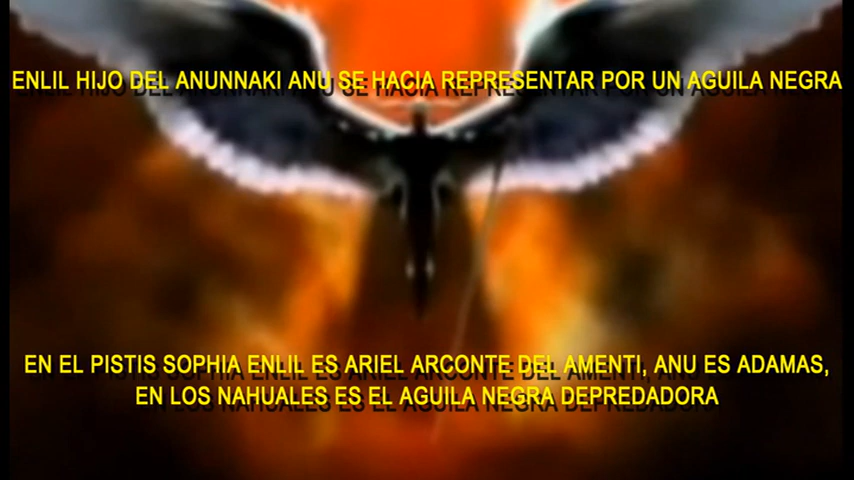 ENLIL HIJO DEL ANUNNAKI ANU SE HACIA REPRESENTAR POR UN AGUILA NEGRA
EN EL PISTIS SOPHIA ENLIL ES ARIEL ARCONTE DEL AMENTI, ANU ES ADAMAS,
EN LOS NAHUALES ES EL AGUILA NEGRA DEPREDADORA